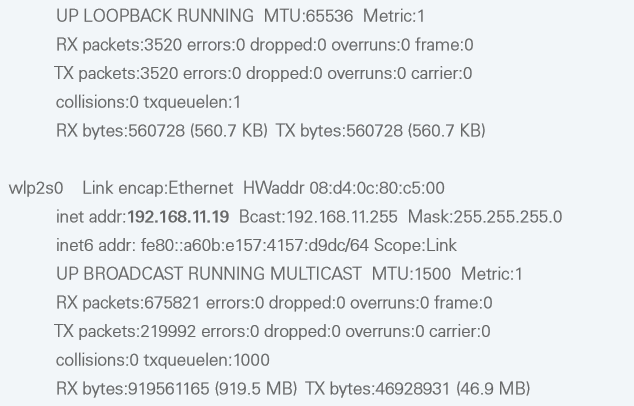 UP LOOPBACK RUNNING  MTU:65536  Metric:1
RX packets:3520 errors:0 dropped:0 overruns:0 frame:0
TX packets:3520 errors:0 dropped:0 overruns:0 carrier:0
collisions:0 txqueuelen:1
RX bytes:560728 (560.7 KB)  TX bytes:560728 (560.7 KB)
wlp2s0    Link encap:Ethernet  HWaddr 08:d4:0c:80:c5:00
inet addr:192.168.11.19  Bcast:192.168.11.255  Mask:255.255.255.0
inet6 addr: fe80::a60b:e157:4157:d9dc/64 Scope:Link
UP BROADCAST RUNNING MULTICAST  MTU:1500  Metric:1
RX packets:675821 errors:0 dropped:0 overruns:0 frame:0
TX packets:219992 errors:0 dropped:0 overruns:0 carrier:0
collisions:0 txqueuelen:1000
RX bytes:919561165 (919.5 MB)  TX bytes:46928931 (46.9 MB)